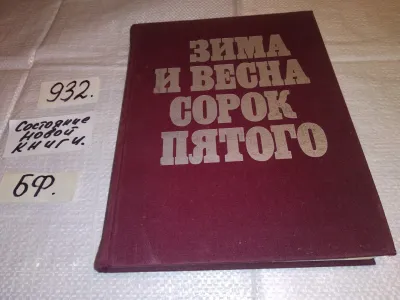 932.
Состояние
новой
книги.
БФ.
ЗИМА
И ВЕСНА
СОРОК
ПЯТОГО